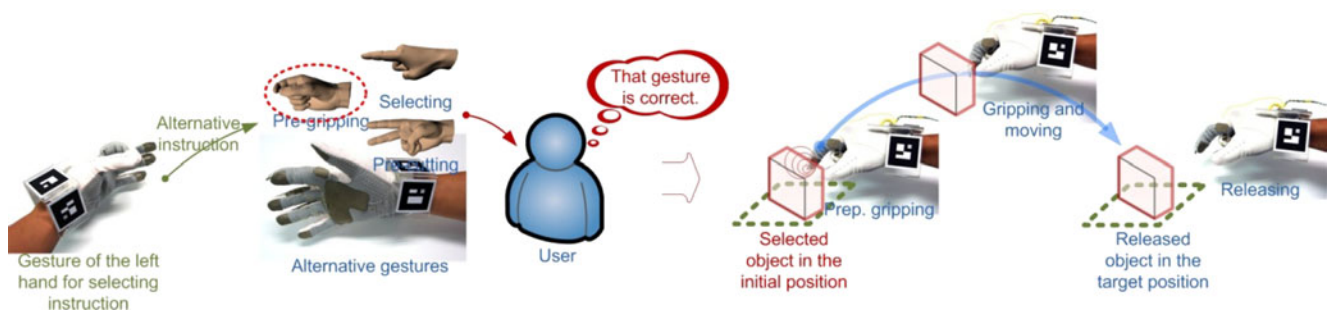 Alternative
instruction
Gesture of the left
hand for selecting
instruction
Selecting
Pre-gripping
Pre-cutting
Alternative gestures
That gesture
is correct.
User
Prep. gripping
Selected
object in the
initial position
Gripping and
moving
Releasing
Released
object in the
target position